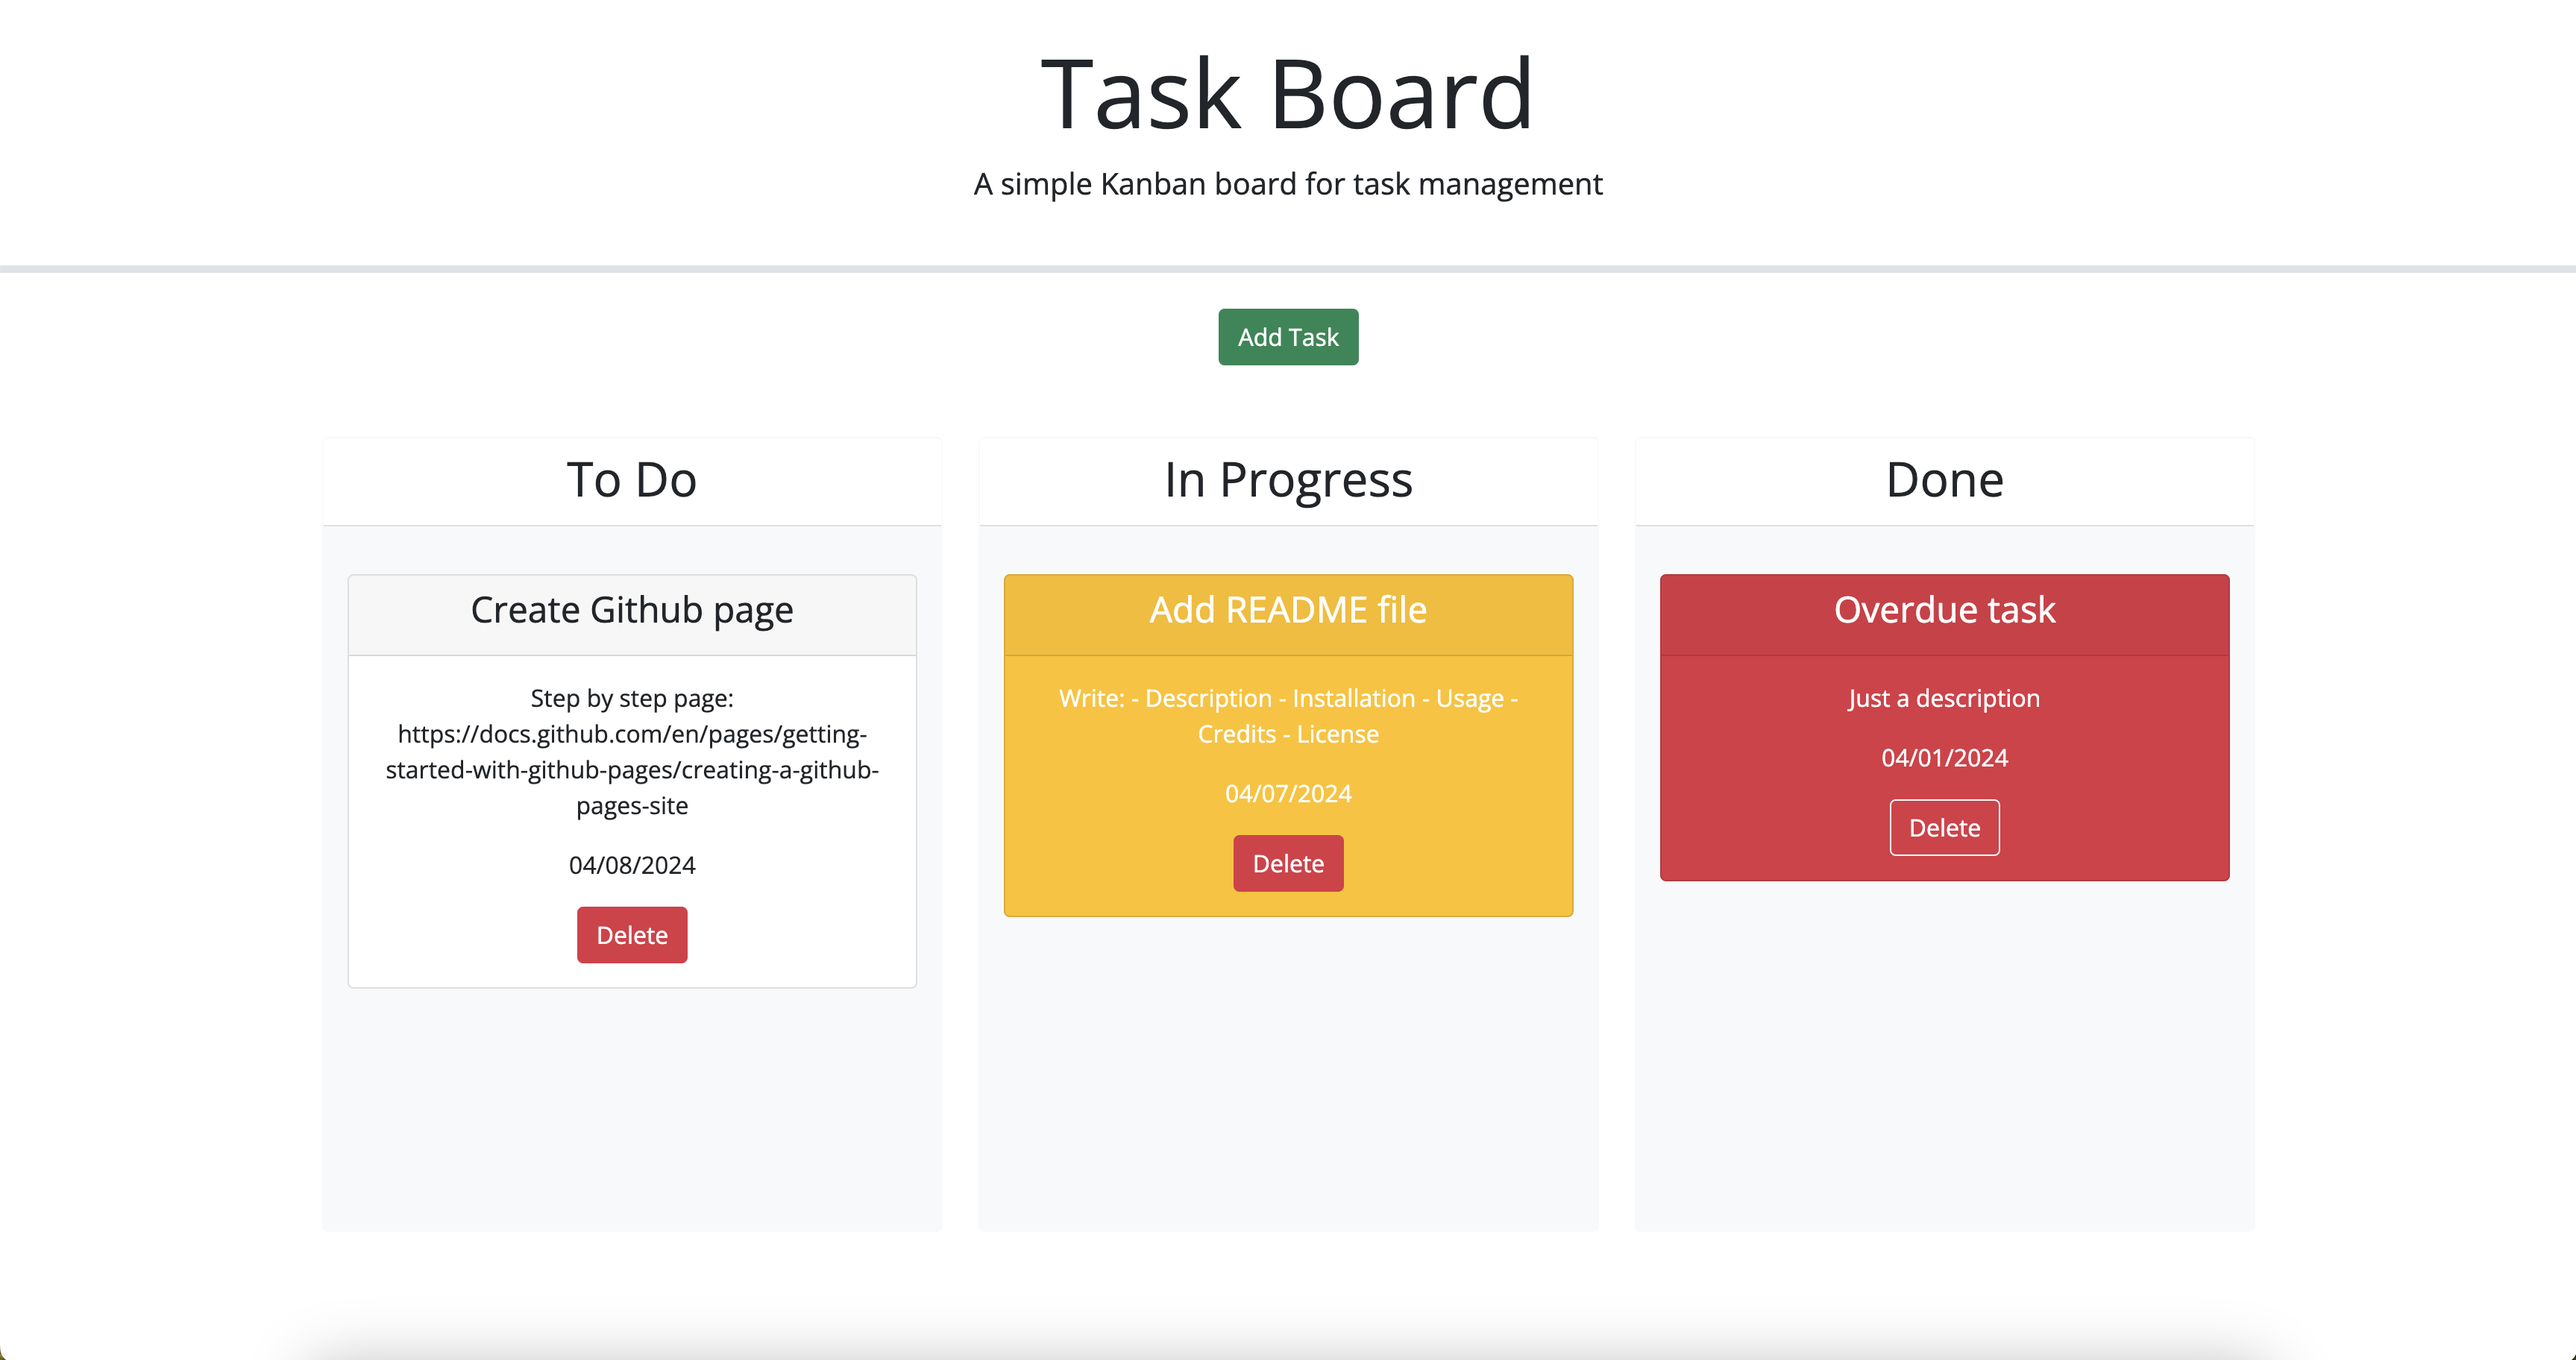 Task Board
A simple Kanban board for task management
Add Task
To Do
Create Github page
Step by step page:
https://docs.github.com/en/pages/getting-
started-with-github-pages/creating-a-github-
pages-site
04/08/2024
Delete
In Progress
Add README file
Write: - Description - Installation - Usage -
Credits - License
04/07/2024
Delete
Done
Overdue task
Just a description
04/01/2024
Delete